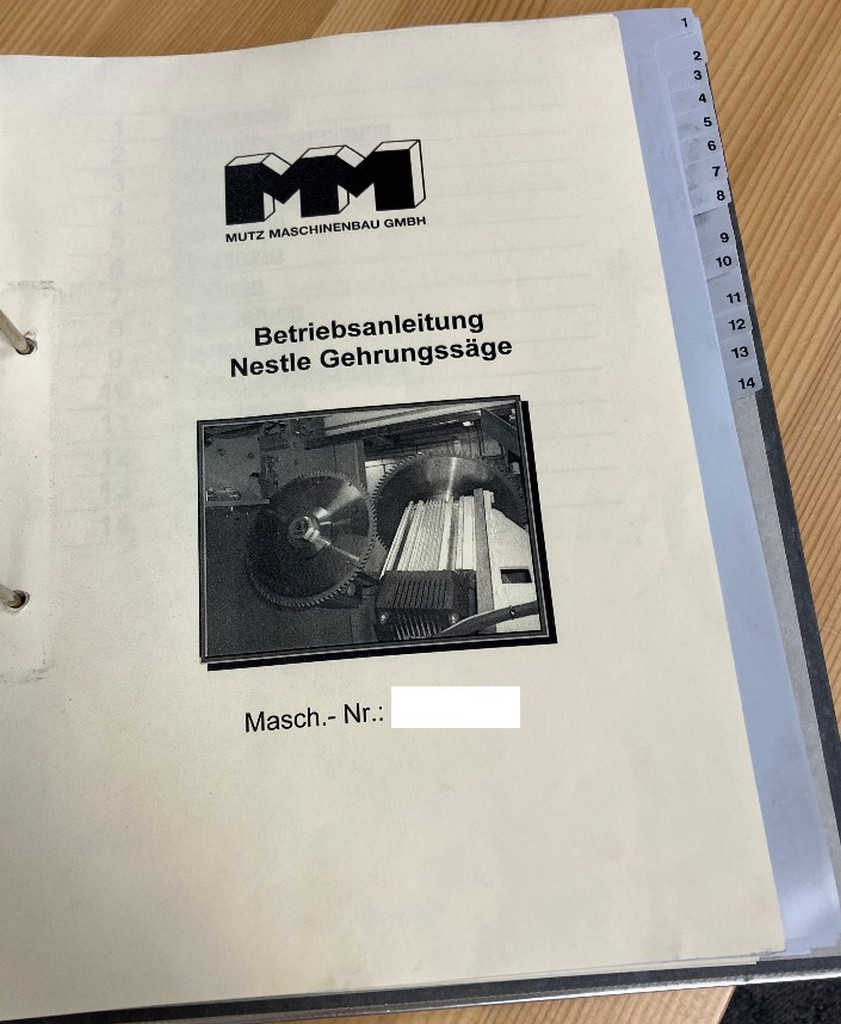 MM
MUTZ MASCHINENBAU GMBH
Betriebsanleitung
Nestle Gehrungssäge
Masch.- Nr.:
1
2
3
4
5
6
7
8
9
10
11
12
13
14